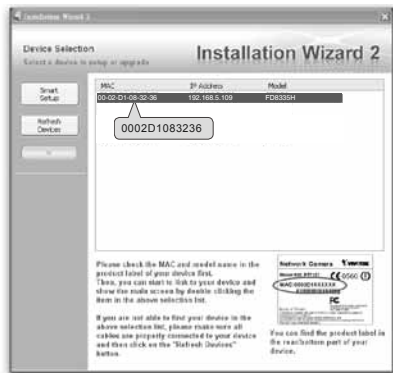 Installation Wizard 2
Device Selection
Select a device to setup or upgrade
Installation Wizard 2
Smart
Setup
Refresh
Devices
MAC IP Address Model
00-02-D1-08-32-36 192.168.5.109 FD8335H
0002D1083236
Please check the MAC and model name in the
product label of your device first.
Then, you can start to link to your device and
show the main screen by double clicking the
item in the above selection list.
If you are not able to find your device in the
above selection list, please make sure all
cables are properly connected to your device
and then click on the "Refresh Devices"
button.
Network Camera VIVOTEK
0560
FC
You can find the product label in
the rear/bottom part of your
device.